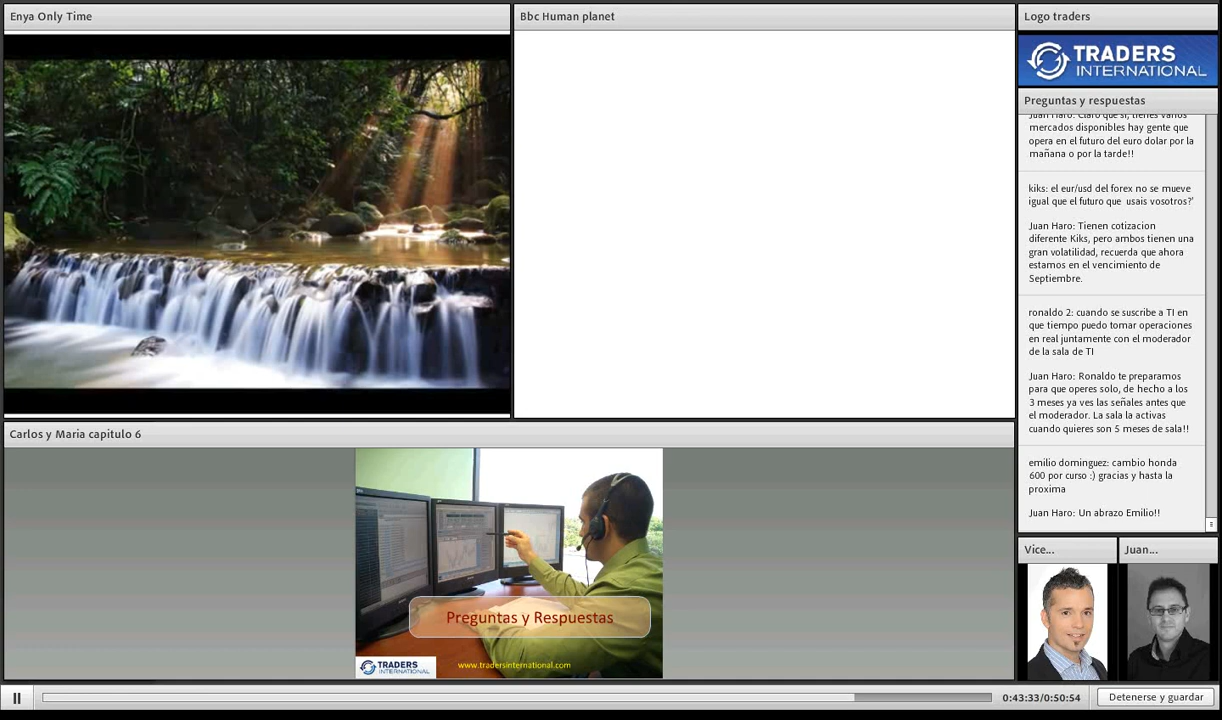 Enya Only Time
Bbc Human planet
Logo traders
TRADERS
INTERNATIONAL
Preguntas y respuestas
Juan Haro: Claro que si, tienes varios
mercados disponibles hay gente que
opera en el futuro del euro dolar por la
mañana o por la tarde!!
kiks: el eur/usd del forex no se mueve
igual que el futuro que usais vosotros?'
Juan Haro: Tienen cotizacion
diferente Kiks, pero ambos tienen una
gran volatilidad, recuerda que ahora
estamos en el vencimiento de
Septiembre.
ronaldo 2: cuando se suscribe a TI en
que tiempo puedo tomar operaciones
en real juntamente con el moderador
de la sala de TI
Juan Haro: Ronaldo te preparamos
para que operes solo, de hecho a los
3 meses ya ves las señales antes que
el moderador. La sala la activas
cuando quieres son 5 meses de sala!!
emilio dominguez: cambio honda
600 por curso :) gracias y hasta la
proxima
Juan Haro: Un abrazo Emilio!!
Carlos y Maria capitulo 6
Preguntas y Respuestas
TRADERS
INTERNATIONAL
www.tradersinternational.com
Vice...
Juan...
0:43:33/0:50:54
Detenerse y guardar